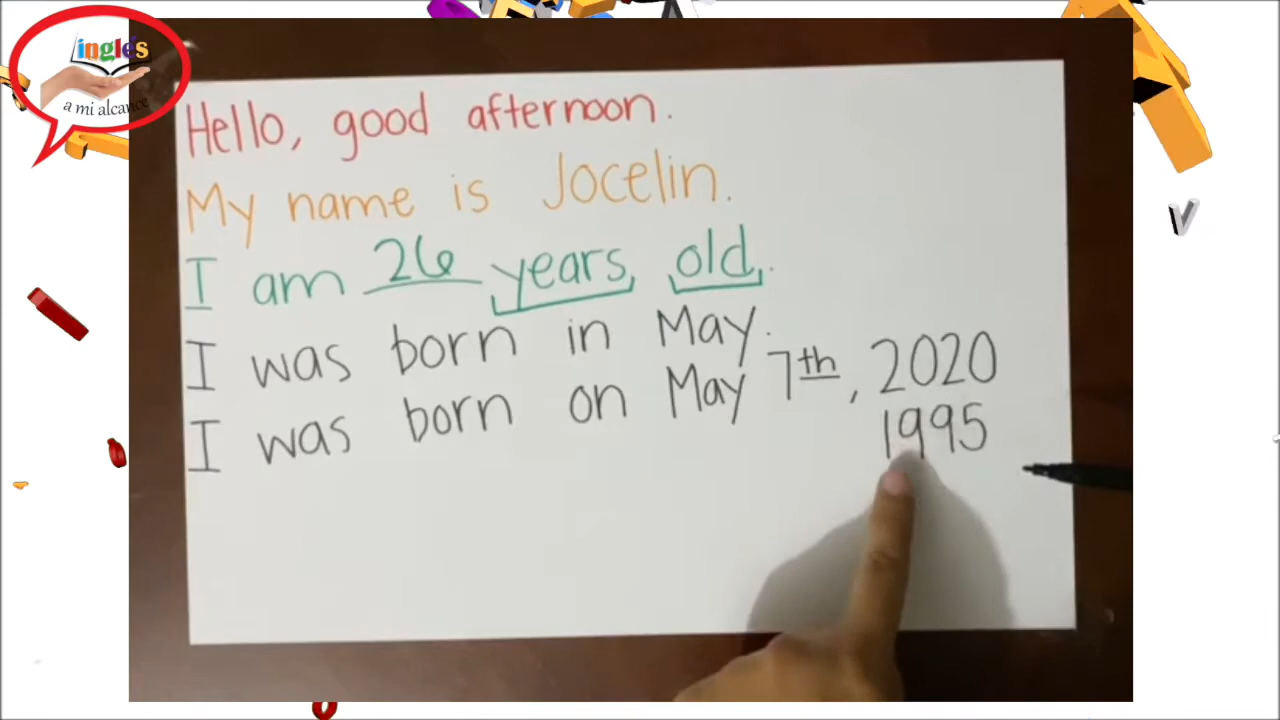 inglés
a mi alcance
Hello, good afternoon.
My name is Jocelin.
I am 26 years old.
I was born in May.
I was born on May 7th, 2020
1995